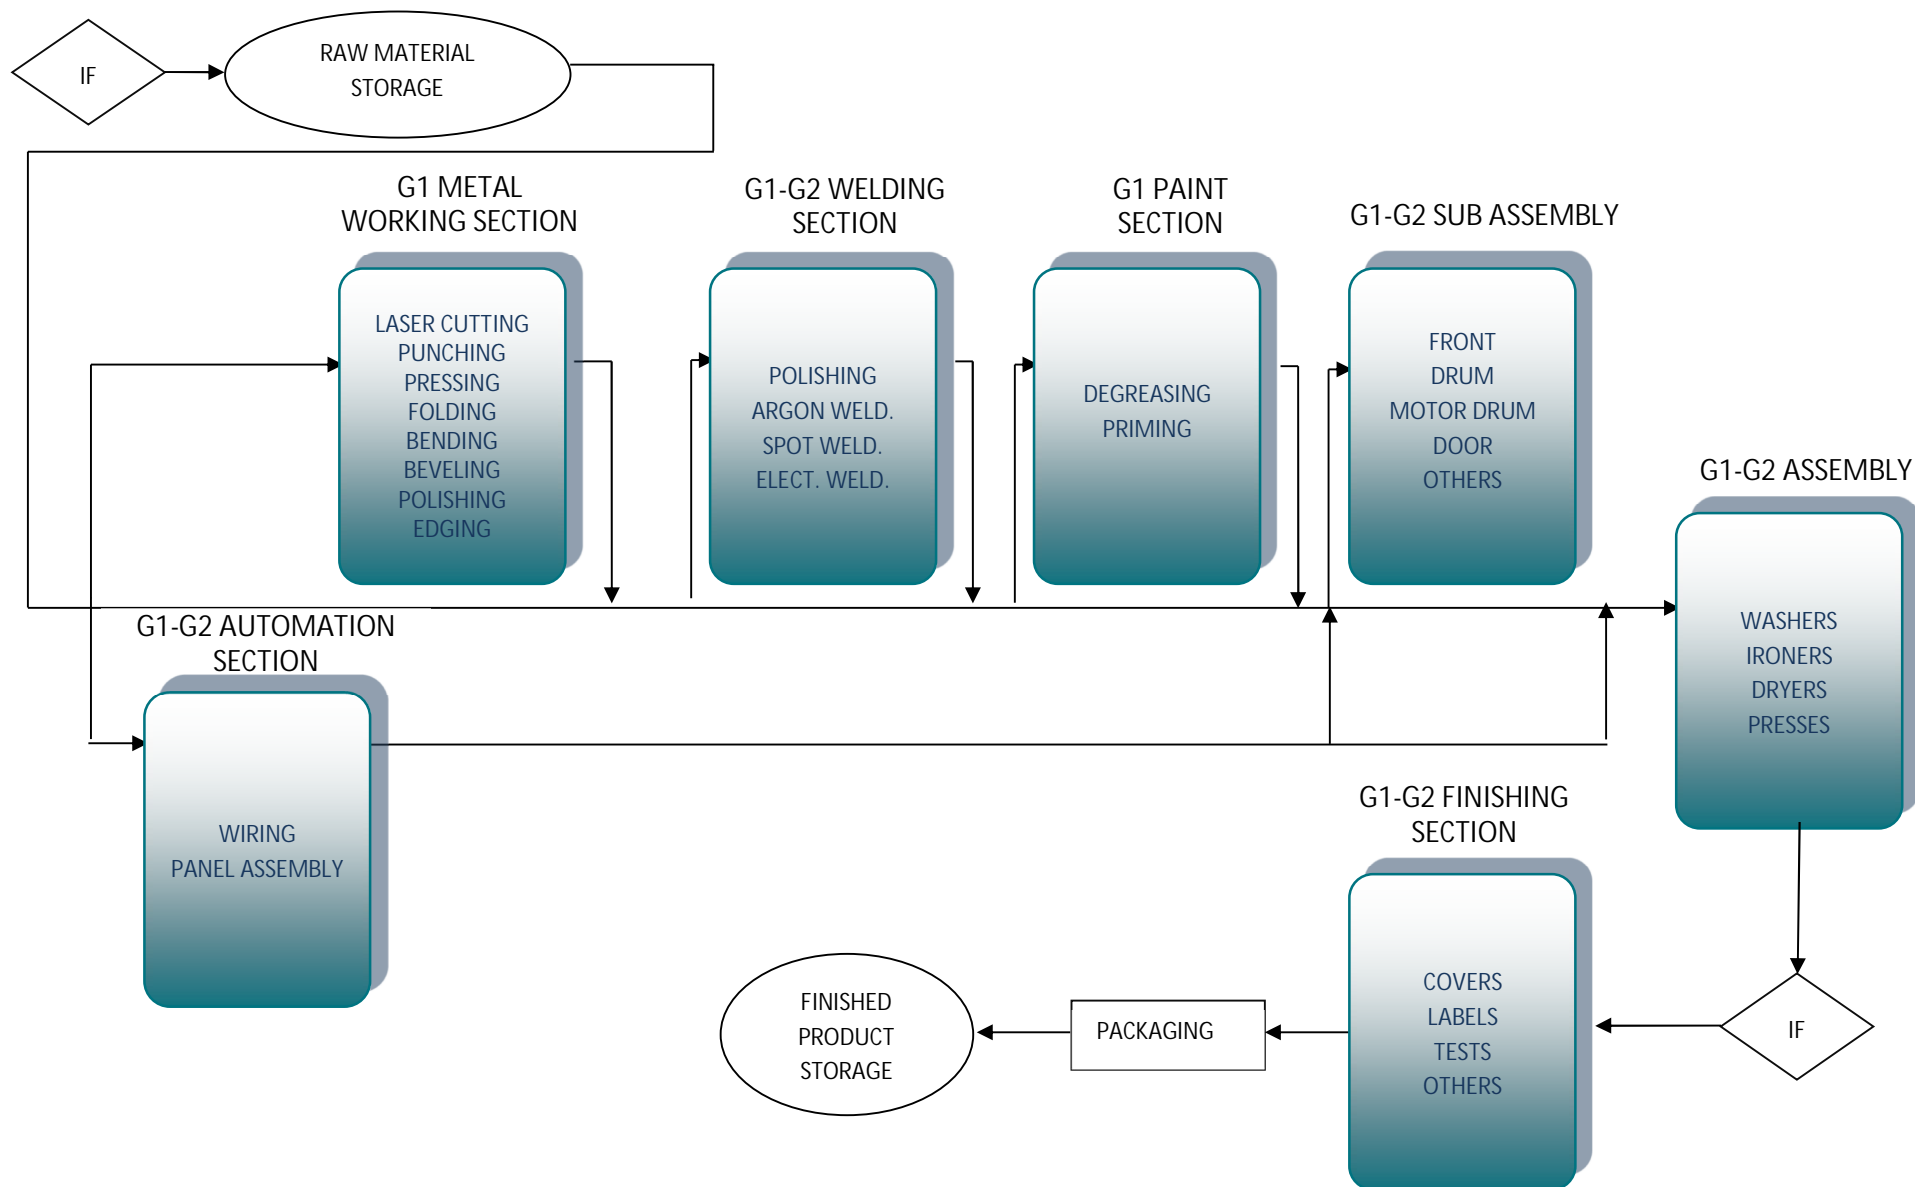 IF
RAW MATERIAL
STORAGE
G1 METAL
WORKING SECTION
LASER CUTTING
PUNCHING
PRESSING
FOLDING
BENDING
BEVELING
POLISHING
EDGING
G1-G2 WELDING
SECTION
POLISHING
ARGON WELD.
SPOT WELD.
ELECT. WELD.
G1 PAINT
SECTION
DEGREASING
PRIMING
G1-G2 SUB ASSEMBLY
FRONT
DRUM
MOTOR DRUM
DOOR
OTHERS
G1-G2 ASSEMBLY
WASHERS
IRONERS
DRYERS
PRESSES
G1-G2 AUTOMATION
SECTION
WIRING
PANEL ASSEMBLY
G1-G2 FINISHING
SECTION
COVERS
LABELS
TESTS
OTHERS
IF
PACKAGING
FINISHED
PRODUCT
STORAGE